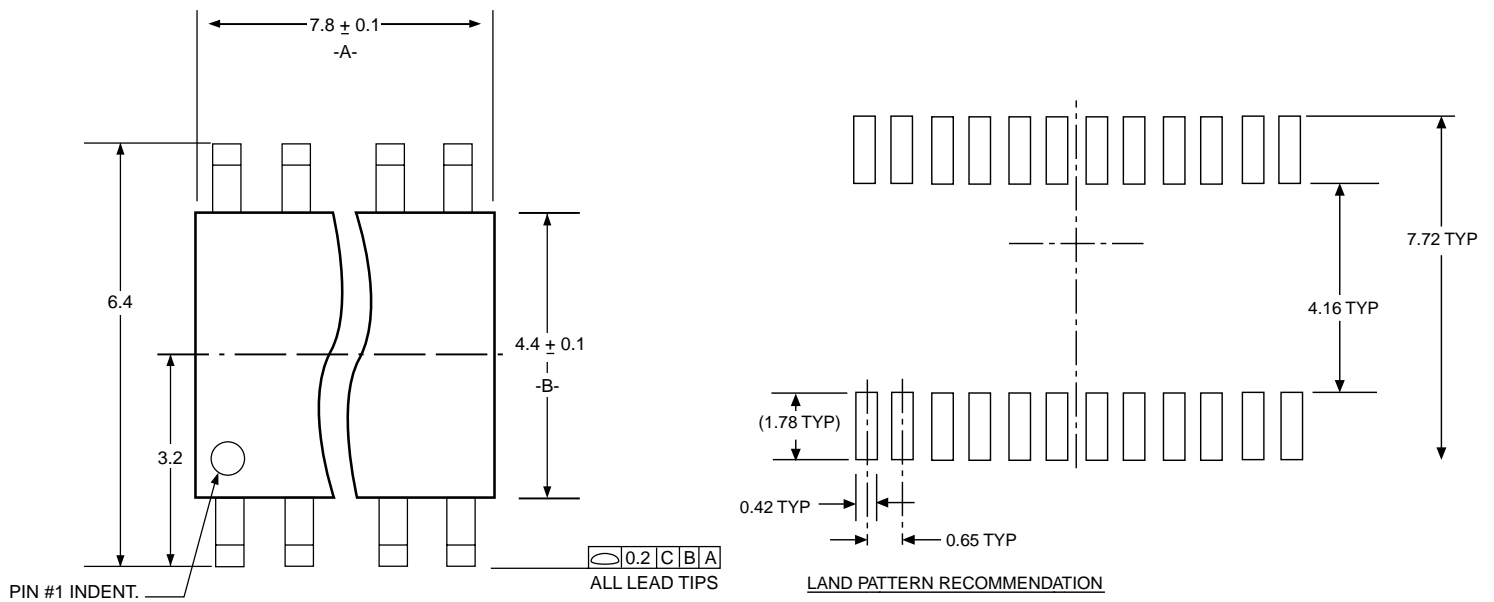 7.8 ± 0.1
-A-
6.4
3.2
4.4 ± 0.1
-B-
PIN #1 INDENT.
0.2 C B A
ALL LEAD TIPS
7.72 TYP
4.16 TYP
(1.78 TYP)
0.42 TYP
0.65 TYP
LAND PATTERN RECOMMENDATION